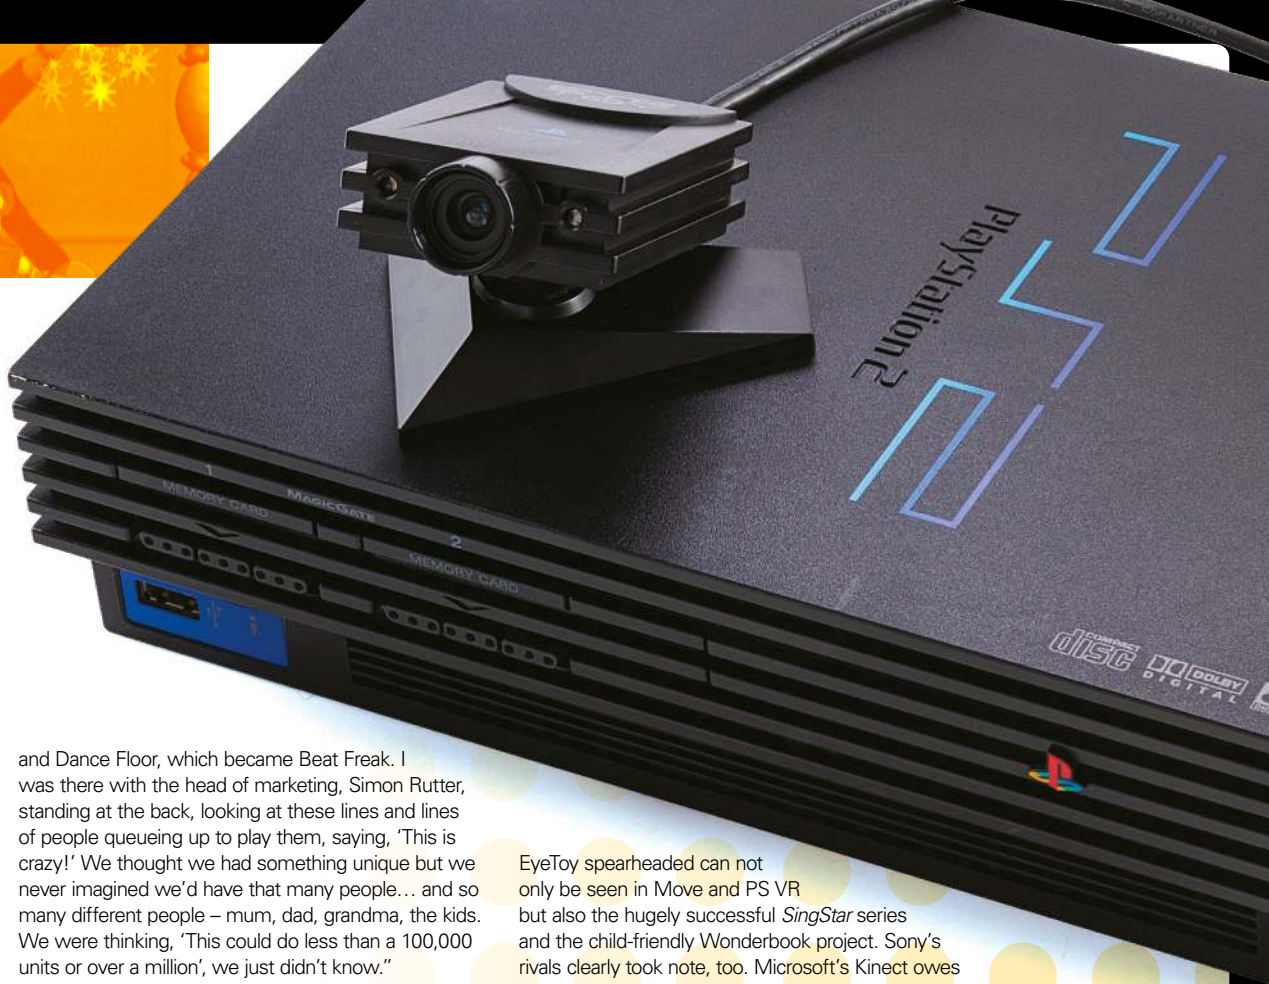 PlayStation 2
PS2
1
MEMORY CARD
MAGICGATE
2
MEMORY CARD
COMPACT
disc
DOLBY
DIGITAL
and Dance Floor, which became Beat Freak. I
was there with the head of marketing, Simon Rutter,
standing at the back, looking at these lines and lines
of people queueing up to play them, saying, ‘This is
crazy!’ We thought we had something unique but we
never imagined we’d have that many people… and so
many different people – mum, dad, grandma, the kids.
We were thinking, ‘This could do less than a 100,000
units or over a million’, we just didn’t know.”
EyeToy spearheaded can not
only be seen in Move and PS VR
but also the hugely successful SingStar series
and the child-friendly Wonderbook project. Sony’s
rivals clearly took note, too. Microsoft’s Kinect owes